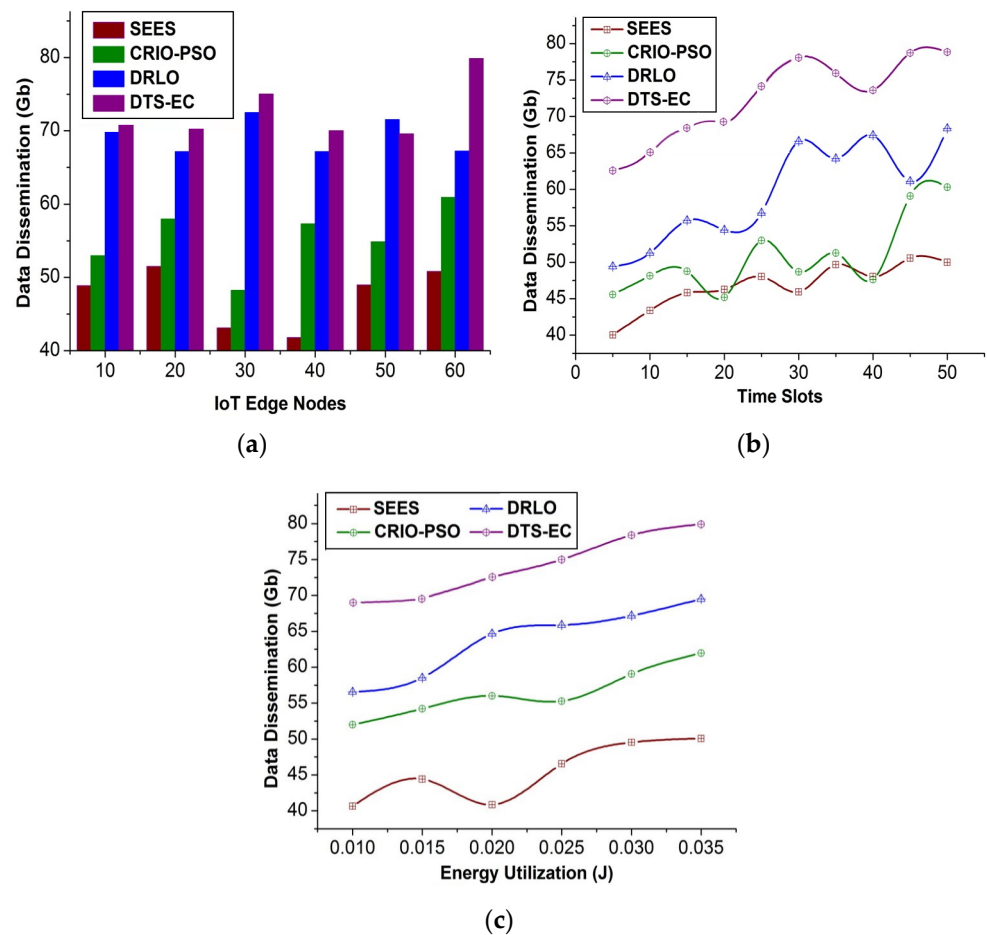 SEES
CRIO-PSO
DRLO
DTS-EC
Data Dissemination (Gb)
80
70
60
50
40
10 20 30 40 50 60
IoT Edge Nodes
(a)
SEES
CRIO-PSO
DRLO
DTS-EC
Data Dissemination (Gb)
80
75
70
65
60
55
50
45
40
0 10 20 30 40 50
Time Slots
(b)
SEES DRLO
CRIO-PSO DTS-EC
Data Dissemination (Gb)
80
75
70
65
60
55
50
45
40
0.010 0.015 0.020 0.025 0.030 0.035
Energy Utilization (J)
(c)